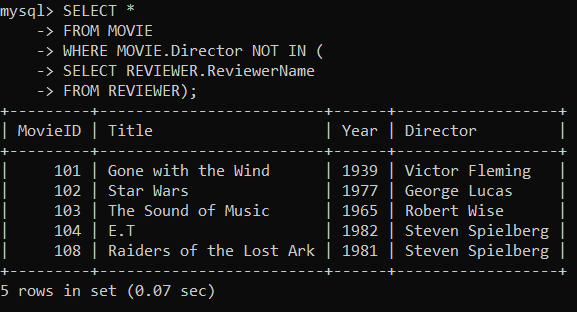 mysql> SELECT *
    -> FROM MOVIE
    -> WHERE MOVIE.Director NOT IN (
    -> SELECT REVIEWER.ReviewerName
    -> FROM REVIEWER);
+---------+-------------------------+------+------------------+
| MovieID | Title                   | Year | Director         |
+---------+-------------------------+------+------------------+
|     101 | Gone with the Wind      | 1939 | Victor Fleming   |
|     102 | Star Wars               | 1977 | George Lucas     |
|     103 | The Sound of Music      | 1965 | Robert Wise      |
|     104 | E.T                     | 1982 | Steven Spielberg |
|     108 | Raiders of the Lost Ark | 1981 | Steven Spielberg |
+---------+-------------------------+------+------------------+
5 rows in set (0.07 sec)